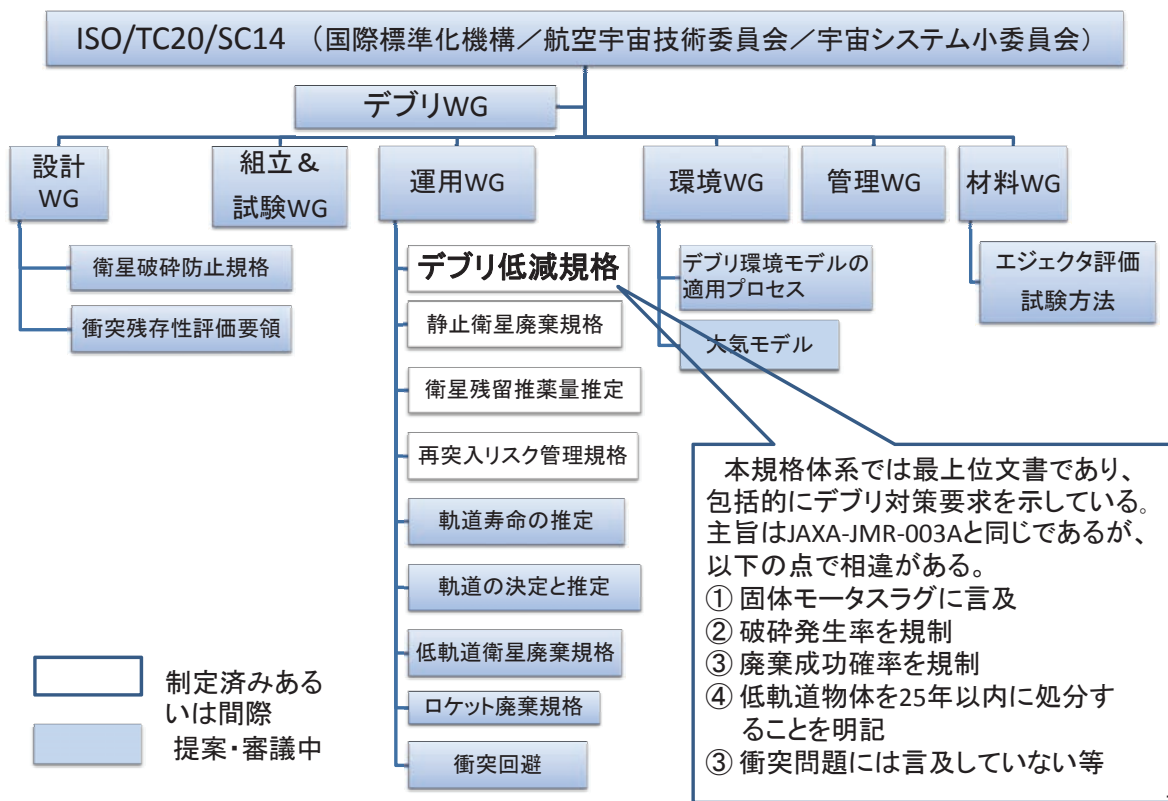 ISO/TC20/SC14 （国際標準化機構／航空宇宙技術委員会／宇宙システム小委員会）
デブリWG
設計
WG
組立＆
試験WG
運用WG
環境WG
管理WG
材料WG
衛星破砕防止規格
衝突残存性評価要領
デブリ低減規格
静止衛星廃棄規格
衛星残留推薬量推定
再突入リスク管理規格
軌道寿命の推定
軌道の決定と推定
低軌道衛星廃棄規格
ロケット廃棄規格
衝突回避
デブリ環境モデルの
適用プロセス
大気モデル
エジェクタ評価
試験方法
本規格体系では最上位文書であり、
包括的にデブリ対策要求を示している。
主旨はJAXA-JMR-003Aと同じであるが、
以下の点で相違がある。
① 固体モータスラグに言及
② 破砕発生率を規制
③ 廃棄成功確率を規制
④ 低軌道物体を25年以内に処分す
ることを明記
③ 衝突問題には言及していない等
制定済みある
いは間際
提案・審議中